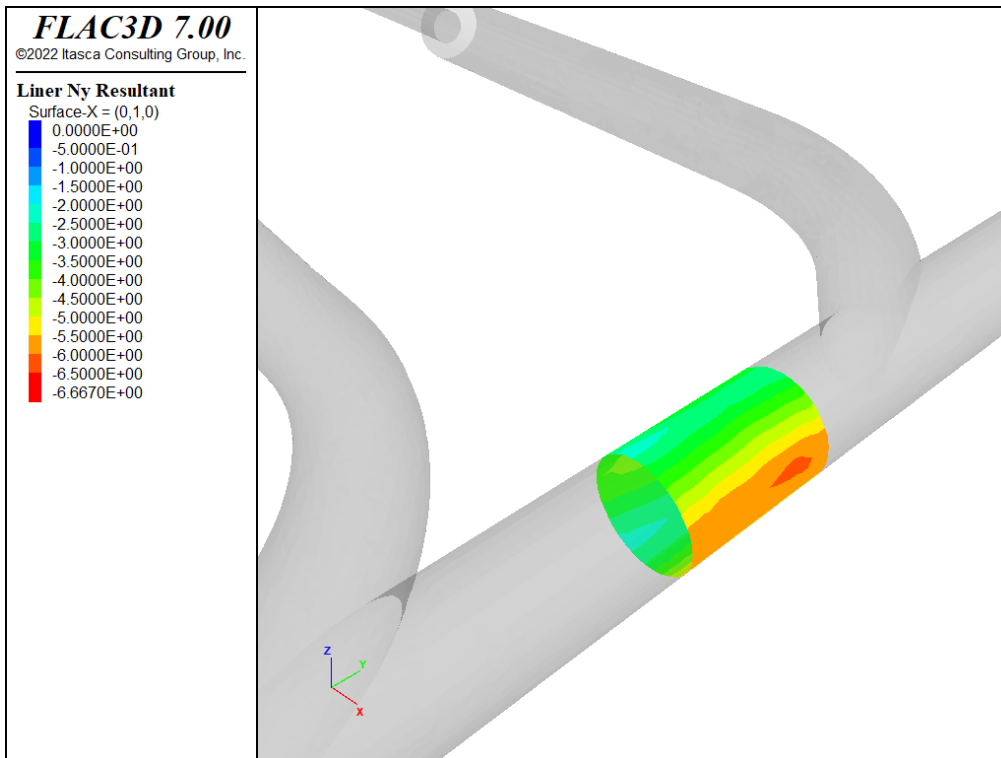 FLAC3D 7.00
©2022 Itasca Consulting Group, Inc.
Liner Ny Resultant
Surface-X = (0,1,0)
0.0000E+00
-5.0000E-01
-1.0000E+00
-1.5000E+00
-2.0000E+00
-2.5000E+00
-3.0000E+00
-3.5000E+00
-4.0000E+00
-4.5000E+00
-5.0000E+00
-5.5000E+00
-6.0000E+00
-6.5000E+00
-6.6670E+00
Z
Y
X